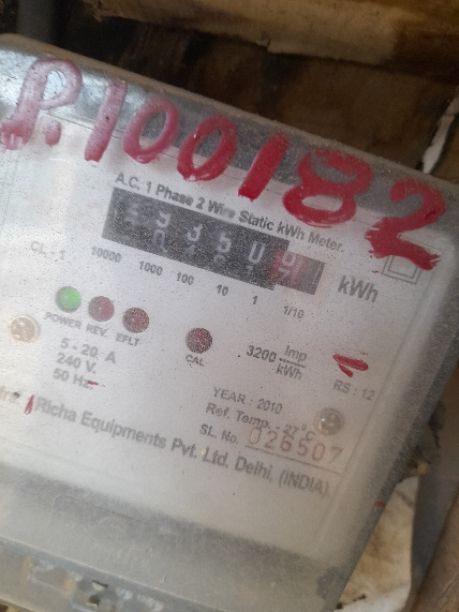 P.100182
A.C. 1 Phase 2 Wire Static kWh Meter.
kWh
CL - 1 10000 1000 100 10 1 1/10
POWER REV. EFLT
CAL
3200 Imp/kWh
5 - 20 A
240 V.
50 Hz
RS : 12
YEAR : 2010
Ref. Temp. - 27°C
SL. No. 026507
Richa Equipments Pvt. Ltd. Delhi, (INDIA)